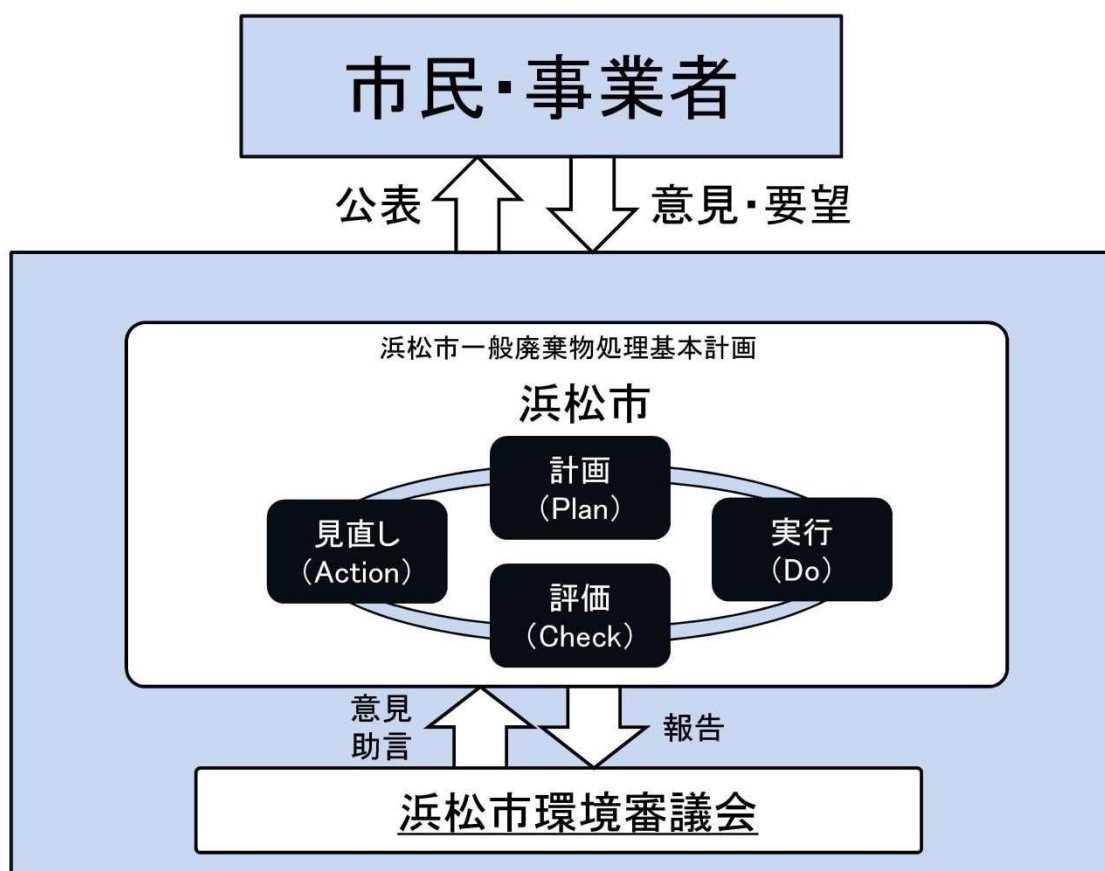 市民・事業者
公表
意見・要望
浜松市一般廃棄物処理基本計画
浜松市
計画
(Plan)
見直し
(Action)
実行
(Do)
評価
(Check)
意見
助言
報告
浜松市環境審議会